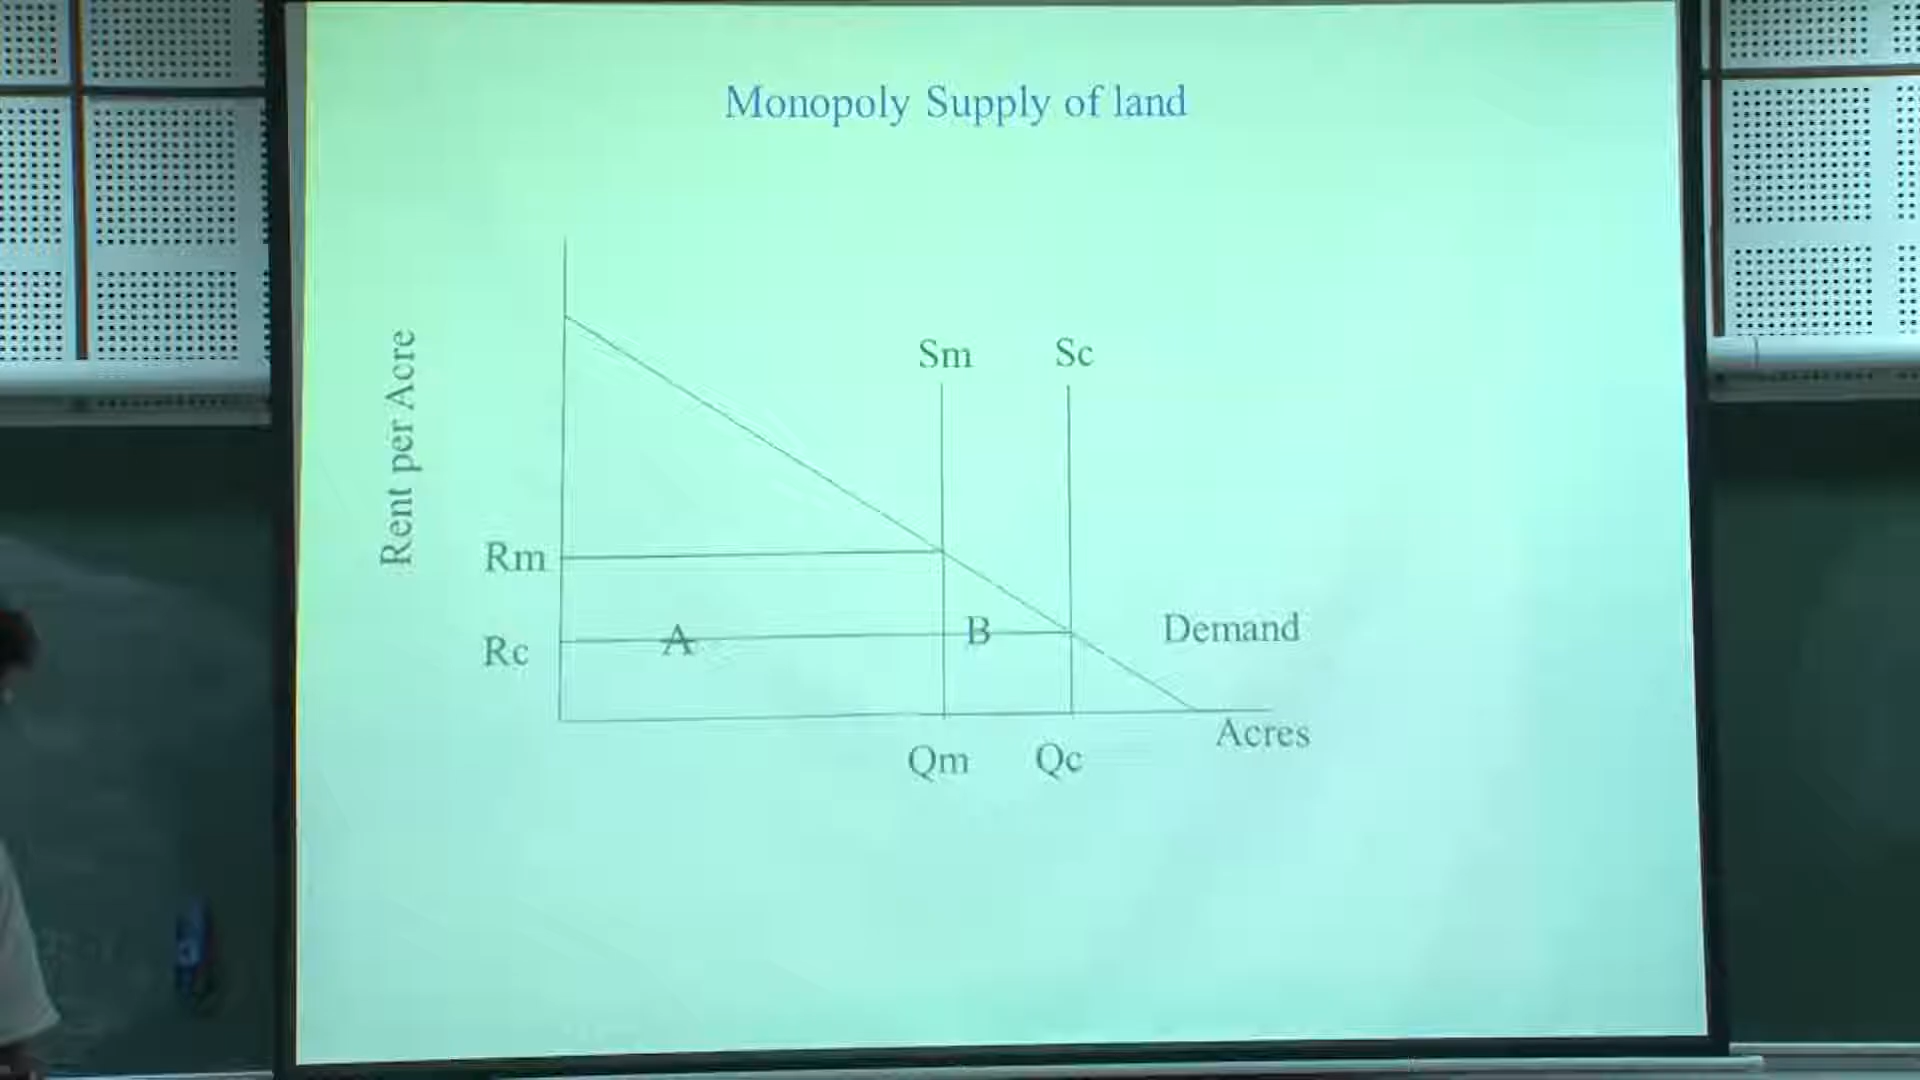 Monopoly Supply of land
Rent per Acre
Sm
Sc
Rm
Rc
A
B
Demand
Acres
Qm
Qc